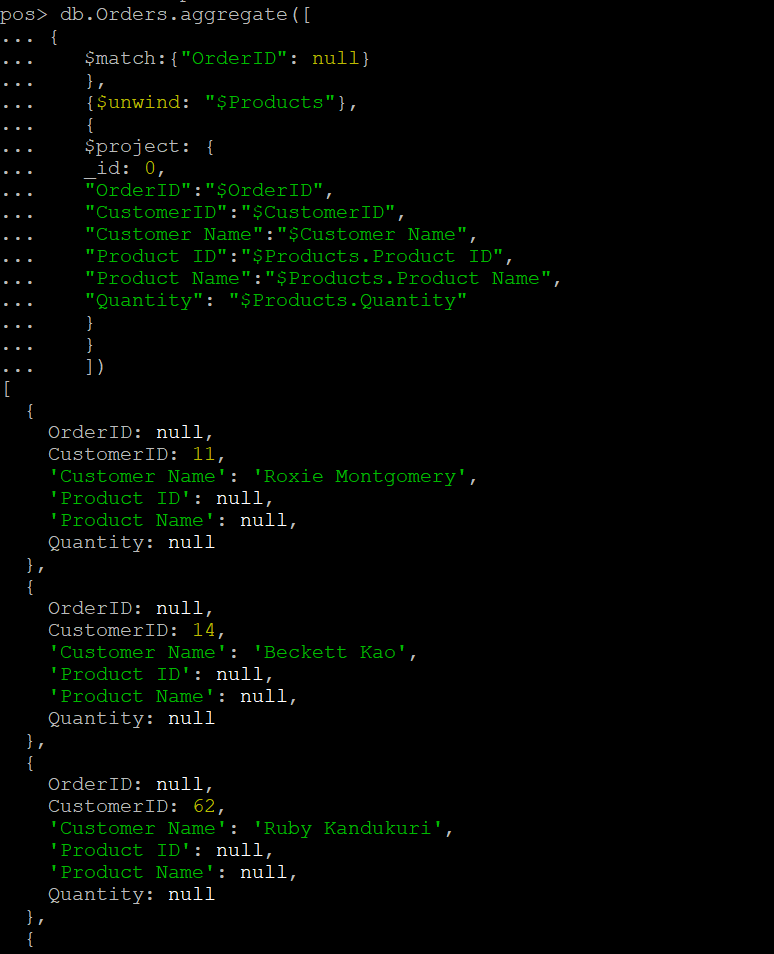 pos> db.Orders.aggregate([
... {
...     $match:{"OrderID": null}
...     },
...     {$unwind: "$Products"},
...     {
...     $project: {
...     _id: 0,
...     "OrderID":"$OrderID",
...     "CustomerID":"$CustomerID",
...     "Customer Name":"$Customer Name",
...     "Product ID":"$Products.Product ID",
...     "Product Name":"$Products.Product Name",
...     "Quantity": "$Products.Quantity"
...     }
...     }
...     ])
[
  {
    OrderID: null,
    CustomerID: 11,
    'Customer Name': 'Roxie Montgomery',
    'Product ID': null,
    'Product Name': null,
    Quantity: null
  },
  {
    OrderID: null,
    CustomerID: 14,
    'Customer Name': 'Beckett Kao',
    'Product ID': null,
    'Product Name': null,
    Quantity: null
  },
  {
    OrderID: null,
    CustomerID: 62,
    'Customer Name': 'Ruby Kandukuri',
    'Product ID': null,
    'Product Name': null,
    Quantity: null
  },
  {